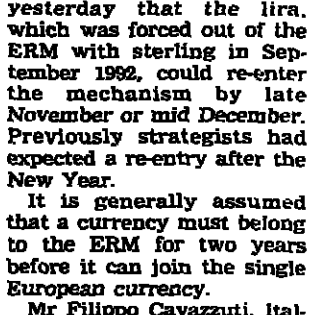 yesterday that the lira,
which was forced out of the
ERM with sterling in Sep-
tember 1992, could re-enter
the mechanism by late
November or mid December.
Previously strategists had
expected a re-entry after the
New Year.
It is generally assumed
that a currency must belong
to the ERM for two years
before it can join the single
European currency.
Mr Filippo Cavazzuti, Ital-